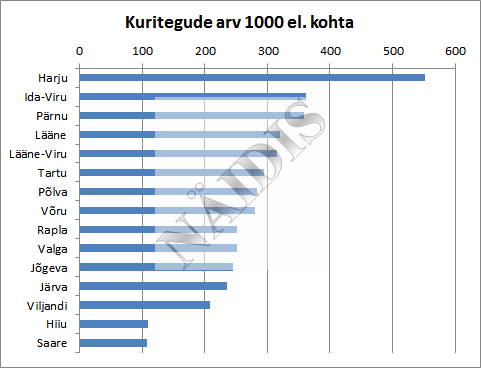 Kuritegude arv 1000 el. kohta
0 100 200 300 400 500 600
Harju
Ida-Viru
Pärnu
Lääne
Lääne-Viru
Tartu
Põlva
Võru
Rapla
Valga
Jõgeva
Järva
Viljandi
Hiiu
Saare
NÄIDIS